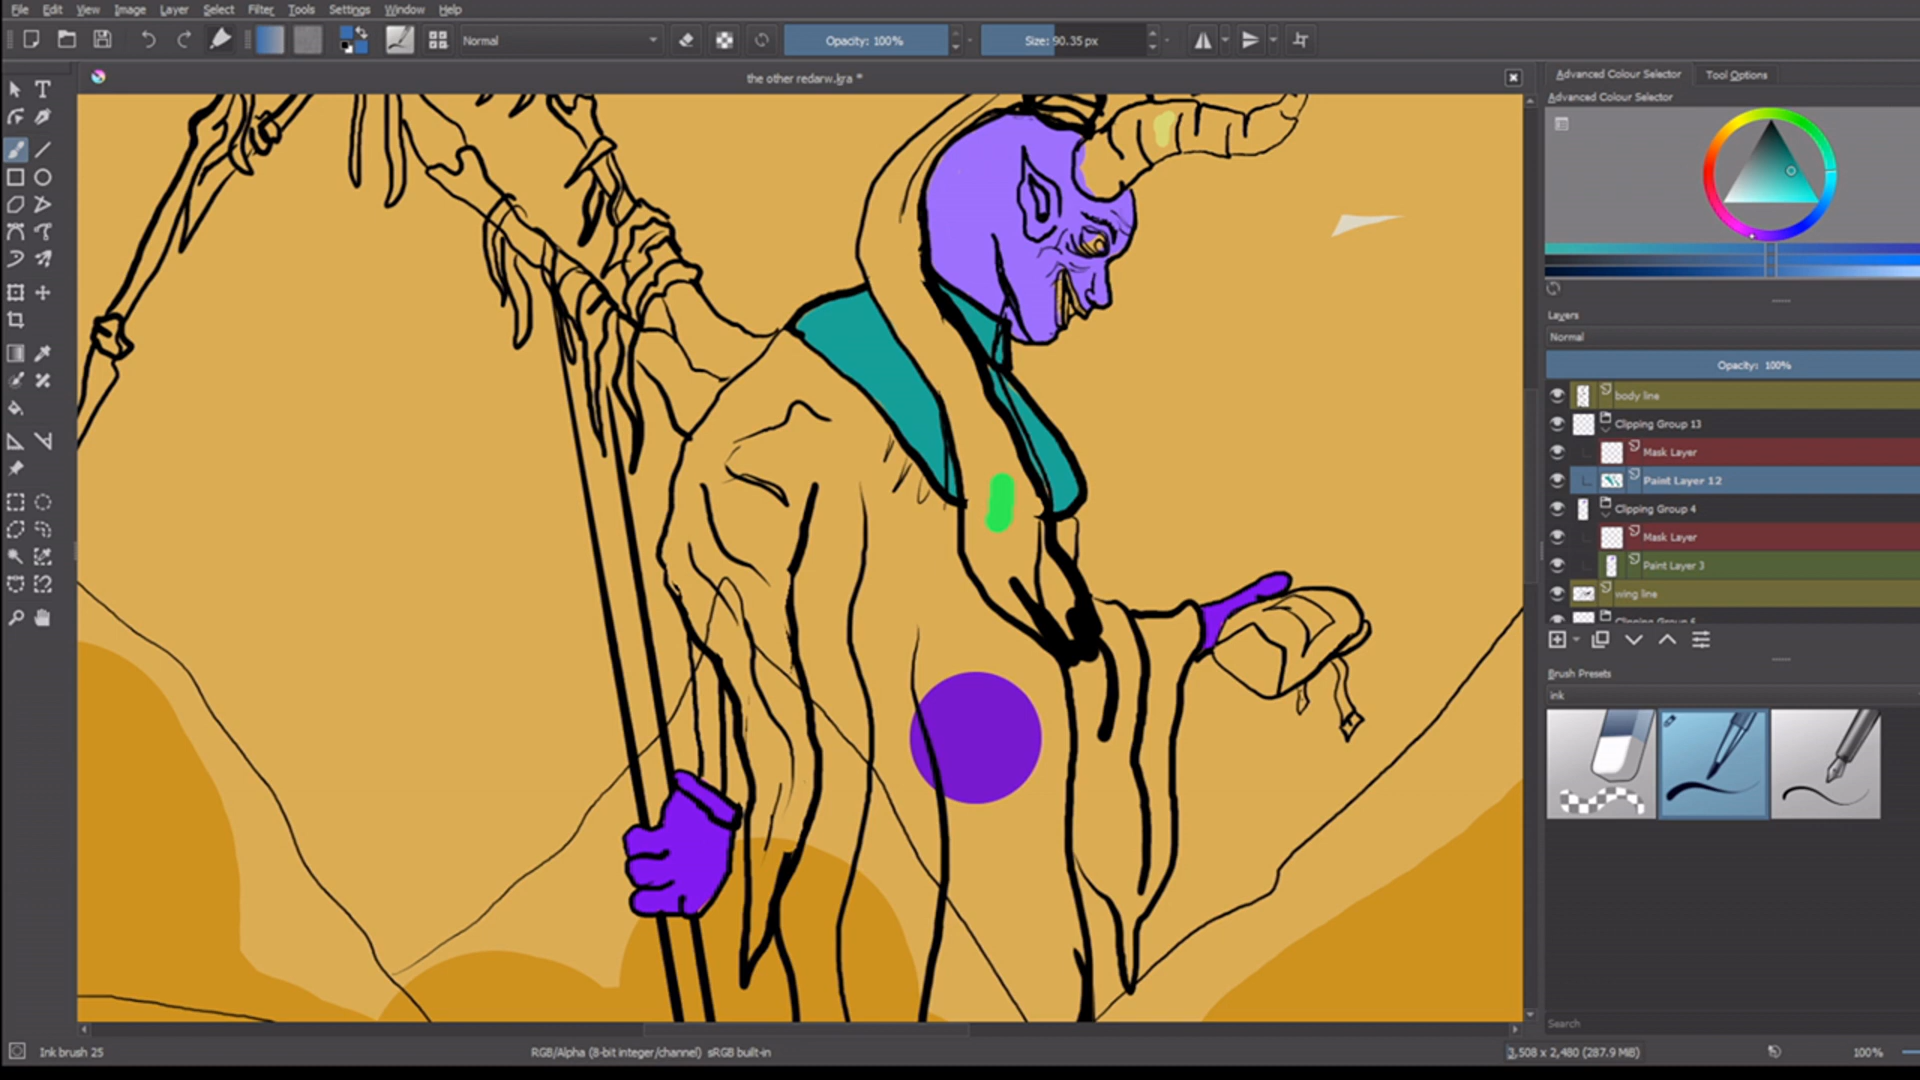 File Edit View Image Layer Select Filter Tools Settings Window Help
Normal Opacity: 100% Size: 90.35 px
the other redarw.kra *
Advanced Colour Selector Tool Options
Advanced Colour Selector
Layers
Normal
Opacity: 100%
body line
Clipping Group 13
Mask Layer
Paint Layer 12
Clipping Group 4
Mask Layer
Paint Layer 3
wing line
Brush Presets
ink
Search
Ink brush 25 RGB/Alpha (8-bit integer/channel) sRGB built-in 3,508 x 2,480 (287.9 MiB) 100%